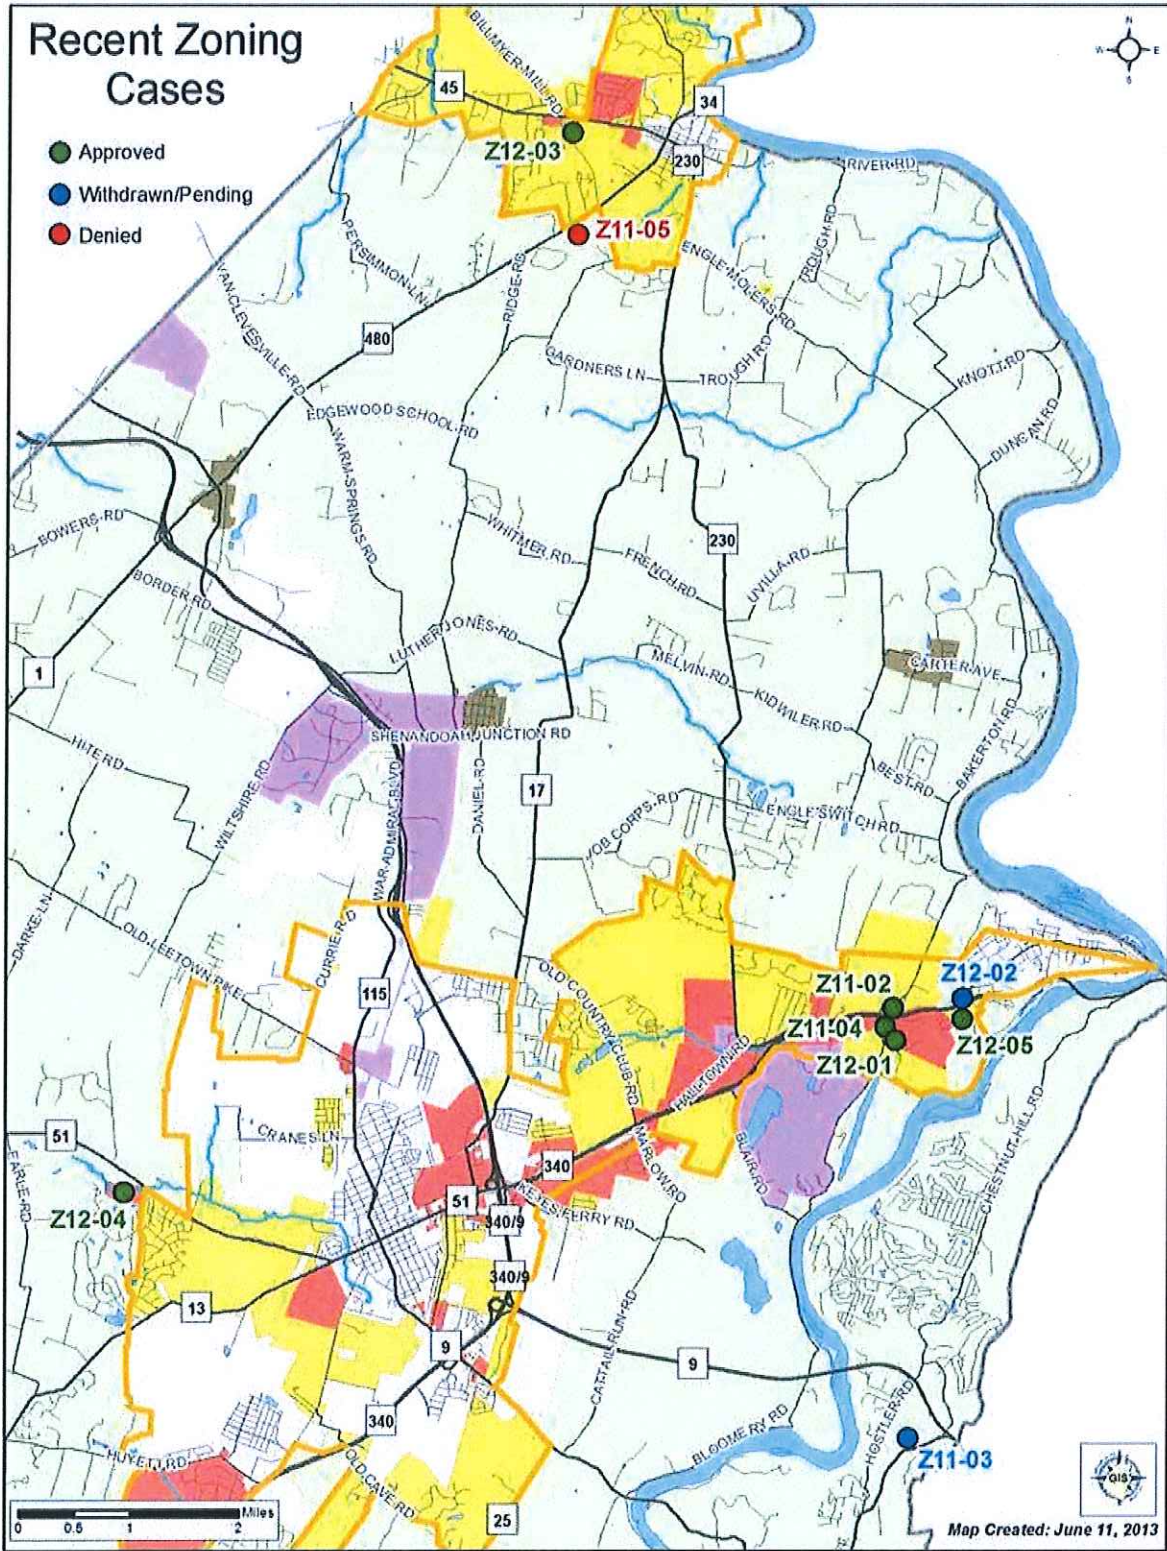 Recent Zoning
Cases
Approved
Withdrawn/Pending
Denied
N
W
E
S
BILLMYER MILL RD
45
34
Z12-03
230
RIVER RD
Z11-05
PERSIMMON LN
RIDGE RD
ENGLE MOLERS RD
TROUGH RD
VAN CLEVESVILLE RD
480
GARDNERS LN
TROUGH RD
KNOTT RD
EDGEWOOD SCHOOL RD
WARM SPRINGS RD
DUNCAN RD
BOWERS RD
WHITMER RD
230
FRENCH RD
UVILLA RD
BORDER RD
LUTHER JONES RD
MELVIN RD
CARTER AVE
1
KIDWILER RD
SHENANDOAH JUNCTION RD
HITE RD
WILTSHIRE RD
WAR ADMIRAL BLVD
DANIEL RD
17
BEST RD
BAKERTON RD
JOB CORPS RD
ENGLE SWITCH RD
DARKE LN
OLD LEETOWN PIKE
CURRIE RD
115
OLD COUNTRY CLUB RD
Z11-02
Z12-02
Z11-04
Z12-05
Z12-01
HALLTOWN RD
51
CRANES LN
340
MARLOW RD
BLAIR RD
CHESTNUT HILL RD
EARLE RD
Z12-04
51
KEYES FERRY RD
340/9
340/9
13
9
CATTAIL RUN RD
9
340
HOSTLER RD
BLOOMERY RD
Z11-03
HUYETT RD
OLD CAVE RD
25
GIS
Miles
0 0.5 1 2
Map Created: June 11, 2013